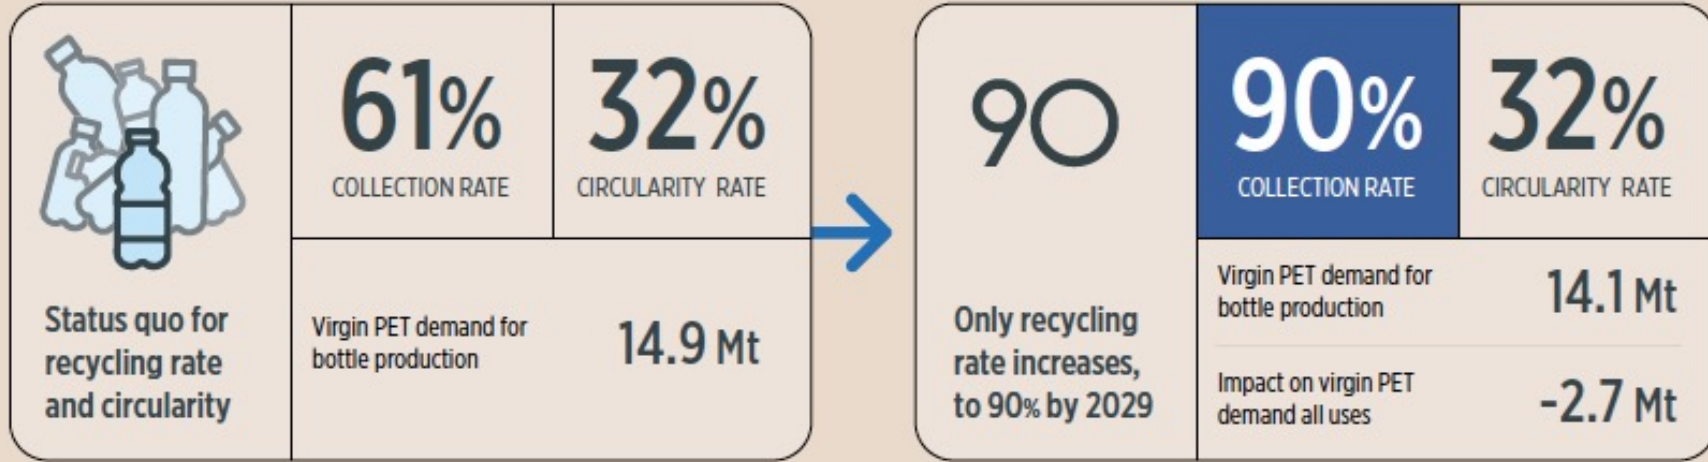 61%
COLLECTION RATE
32%
CIRCULARITY RATE
Status quo for
recycling rate
and circularity
Virgin PET demand for
bottle production
14.9 Mt
90
90%
COLLECTION RATE
32%
CIRCULARITY RATE
Only recycling
rate increases,
to 90% by 2029
Virgin PET demand for
bottle production
14.1 Mt
Impact on virgin PET
demand all uses
-2.7 Mt